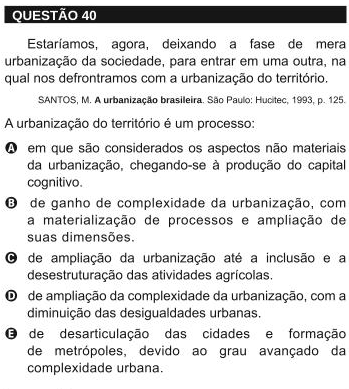 QUESTÃO 40
Estaríamos, agora, deixando a fase de mera
urbanização da sociedade, para entrar em uma outra, na
qual nos defrontramos com a urbanização do território.
SANTOS, M. A urbanização brasileira. São Paulo: Hucitec, 1993, p. 125.
A urbanização do território é um processo:
A em que são considerados os aspectos não materiais
da urbanização, chegando-se à produção do capital
cognitivo.
B de ganho de complexidade da urbanização, com
a materialização de processos e ampliação de
suas dimensões.
C de ampliação da urbanização até a inclusão e a
desestruturação das atividades agrícolas.
D de ampliação da complexidade da urbanização, com a
diminuição das desigualdades urbanas.
E de desarticulação das cidades e formação
de metrópoles, devido ao grau avançado da
complexidade urbana.